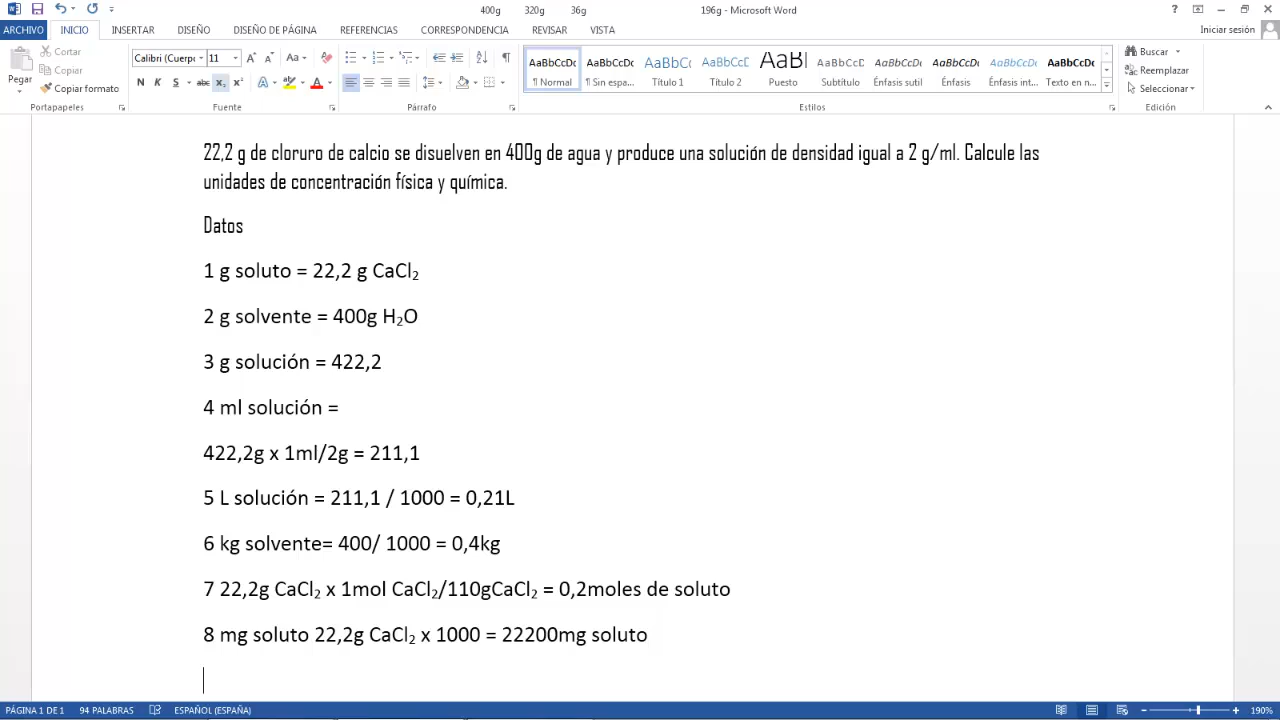 400g 320g 36g 196g - Microsoft Word
ARCHIVO INICIO INSERTAR DISEÑO DISEÑO DE PÁGINA REFERENCIAS CORRESPONDENCIA REVISAR VISTA Iniciar sesión
Pegar
Cortar
Copiar
Copiar formato
Calibri (Cuerpo 11
AaBbCcDc AaBbCcDc AaBbCc AaBbCcC AaBl AaBbCcD AaBbCcDc AaBbCcDc AaBbCcDc AaBbCcDc
¶ Normal ¶ Sin espa... Título 1 Título 2 Puesto Subtítulo Énfasis sutil Énfasis Énfasis int... Texto en n...
Buscar
Reemplazar
Seleccionar
Portapapeles Fuente Párrafo Estilos Edición
22,2 g de cloruro de calcio se disuelven en 400g de agua y produce una solución de densidad igual a 2 g/ml. Calcule las
unidades de concentración física y química.
Datos
1 g soluto = 22,2 g CaCl₂
2 g solvente = 400g H₂O
3 g solución = 422,2
4 ml solución =
422,2g x 1ml/2g = 211,1
5 L solución = 211,1 / 1000 = 0,21L
6 kg solvente= 400/ 1000 = 0,4kg
7 22,2g CaCl₂ x 1mol CaCl₂/110gCaCl₂ = 0,2moles de soluto
8 mg soluto 22,2g CaCl₂ x 1000 = 22200mg soluto
PÁGINA 1 DE 1 94 PALABRAS ESPAÑOL (ESPAÑA) 190%